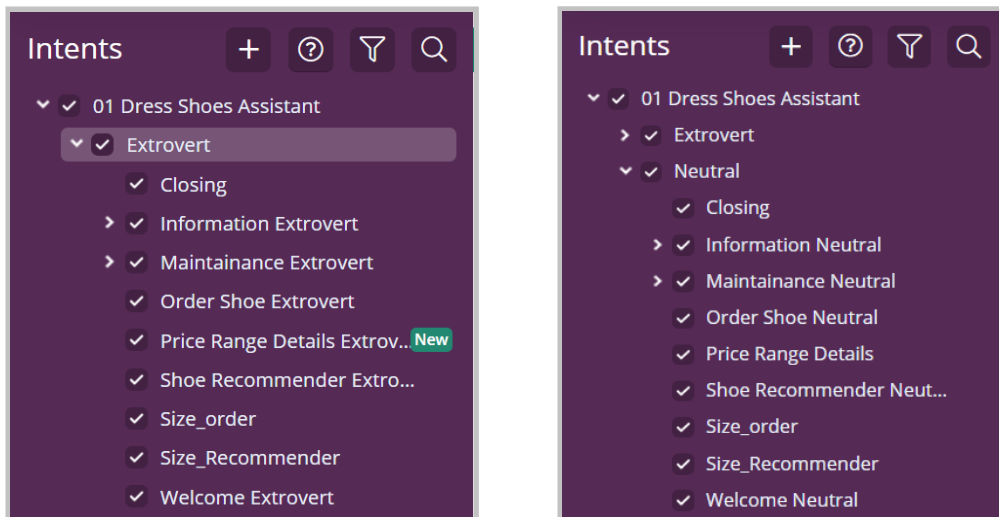 Intents
01 Dress Shoes Assistant
Extrovert
Closing
Information Extrovert
Maintainance Extrovert
Order Shoe Extrovert
Price Range Details Extrov... New
Shoe Recommender Extro...
Size_order
Size_Recommender
Welcome Extrovert
Intents
01 Dress Shoes Assistant
Extrovert
Neutral
Closing
Information Neutral
Maintainance Neutral
Order Shoe Neutral
Price Range Details
Shoe Recommender Neut...
Size_order
Size_Recommender
Welcome Neutral